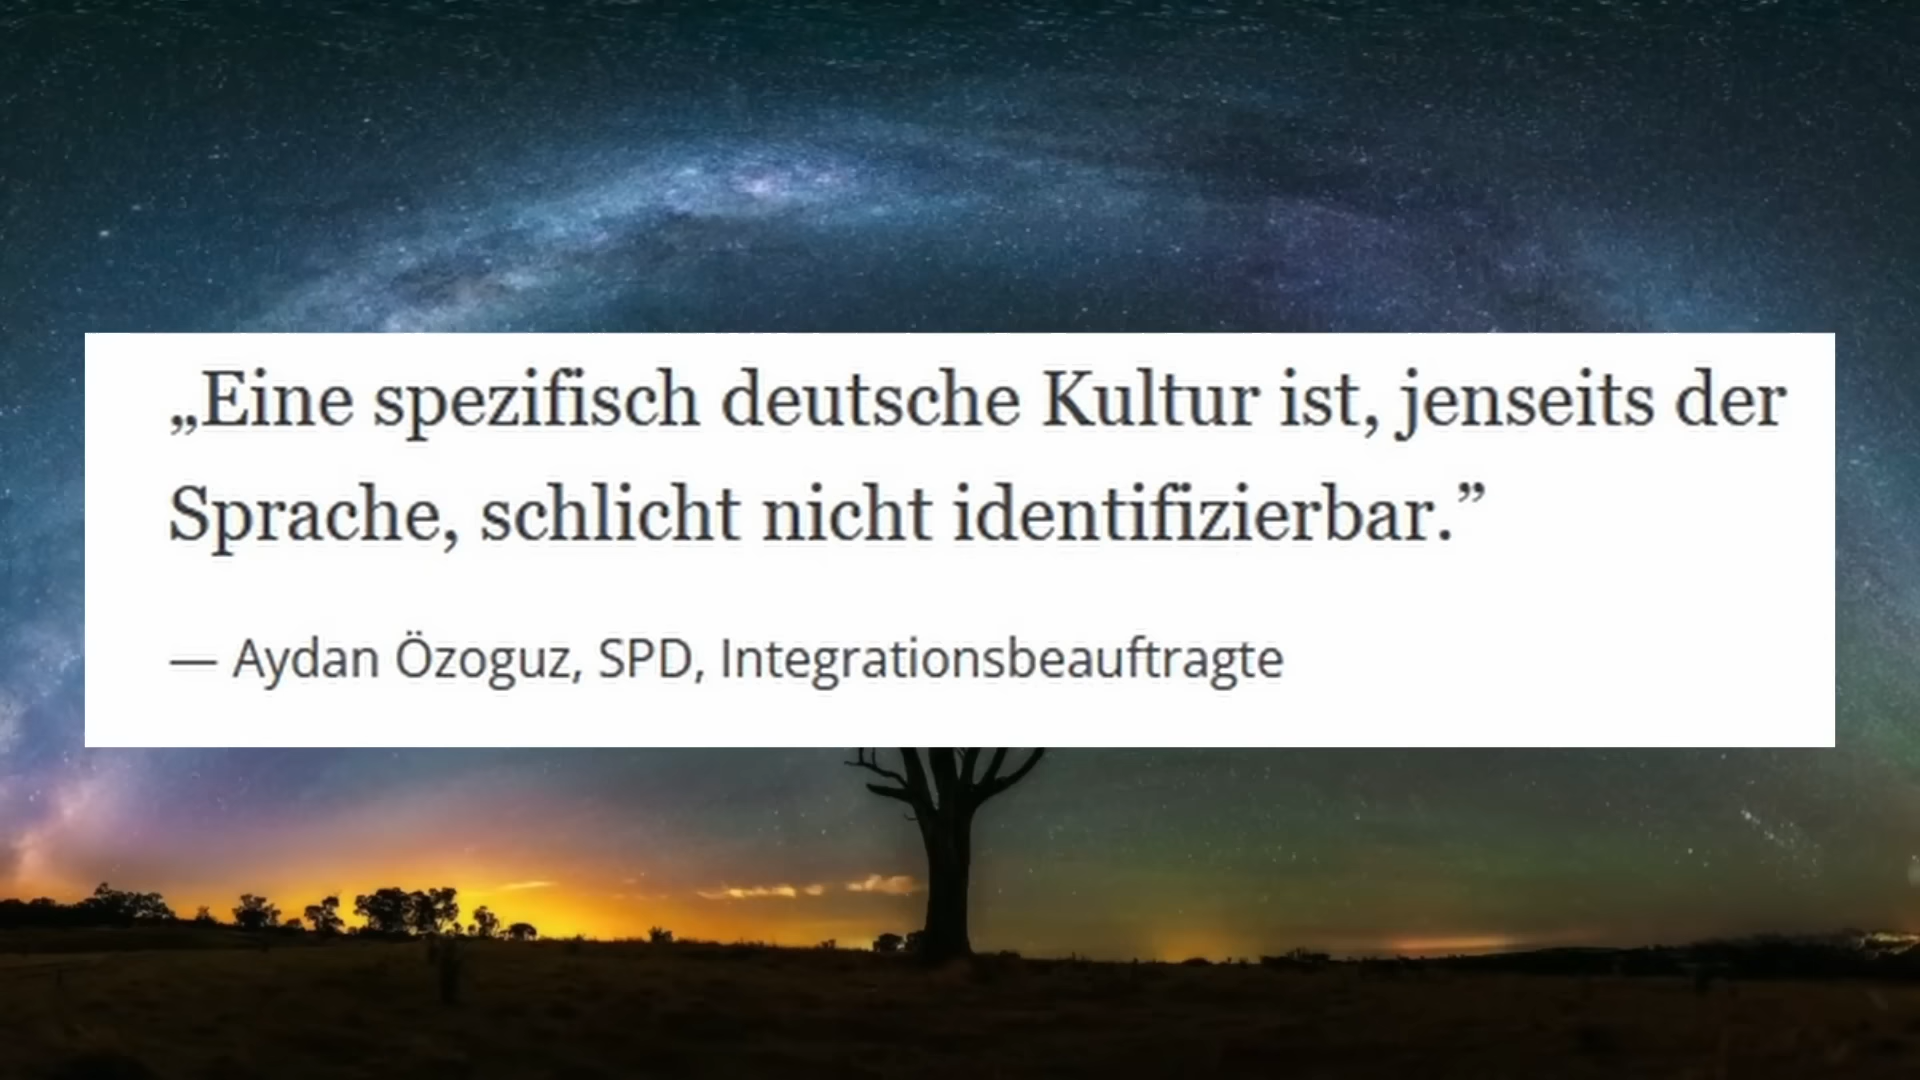 „Eine spezifisch deutsche Kultur ist, jenseits der
Sprache, schlicht nicht identifizierbar.”
— Aydan Özoguz, SPD, Integrationsbeauftragte